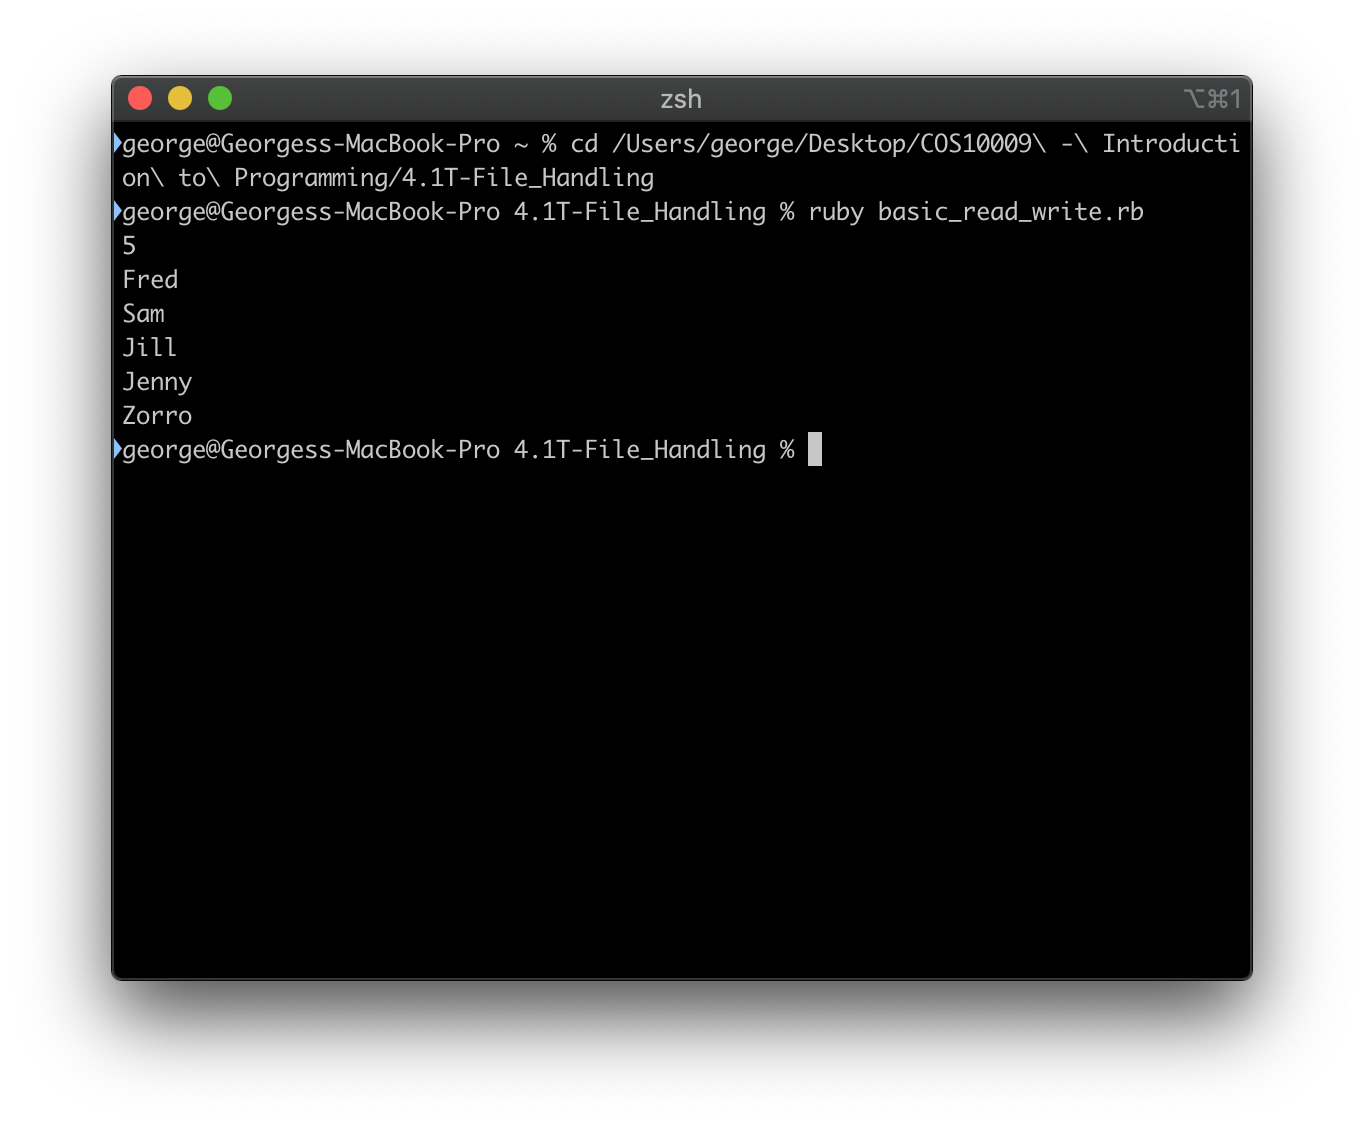 zsh ⌥⌘1
george@Georgess-MacBook-Pro ~ % cd /Users/george/Desktop/COS10009\ -\ Introducti
on\ to\ Programming/4.1T-File_Handling
george@Georgess-MacBook-Pro 4.1T-File_Handling % ruby basic_read_write.rb
5
Fred
Sam
Jill
Jenny
Zorro
george@Georgess-MacBook-Pro 4.1T-File_Handling %